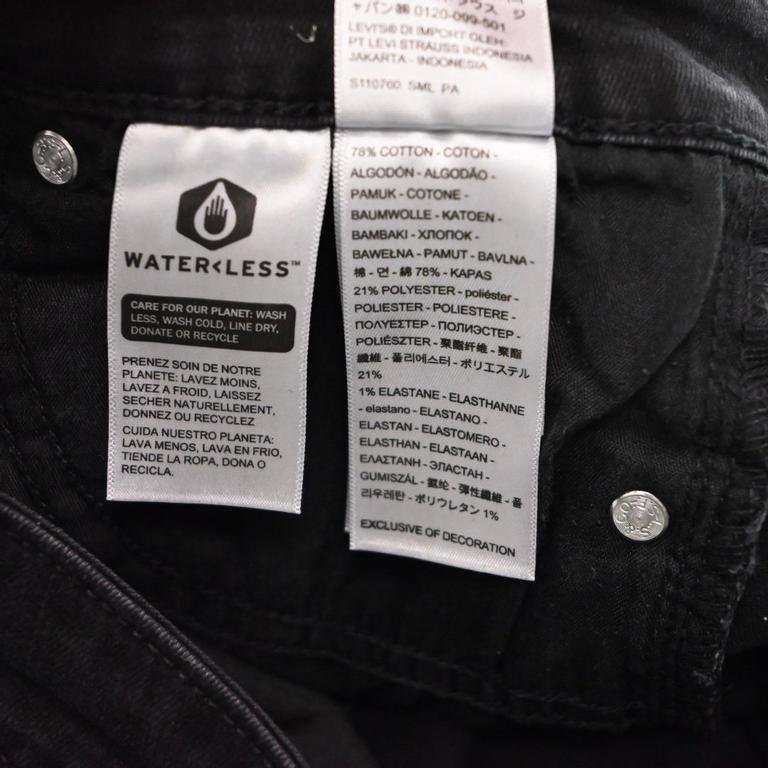 ャパン㈱ 0120-099-501
LEVI'S® DI IMPORT OLEH:
PT LEVI STRAUSS INDONESIA
JAKARTA - INDONESIA
S110760 SML PA
WATER<LESS™
CARE FOR OUR PLANET: WASH
LESS, WASH COLD, LINE DRY,
DONATE OR RECYCLE
PRENEZ SOIN DE NOTRE
PLANETE: LAVEZ MOINS,
LAVEZ A FROID, LAISSEZ
SECHER NATURELLEMENT,
DONNEZ OU RECYCLEZ
CUIDA NUESTRO PLANETA:
LAVA MENOS, LAVA EN FRIO,
TIENDE LA ROPA, DONA O
RECICLA.
78% COTTON - COTON -
ALGODÓN - ALGODÃO -
PAMUK - COTONE -
BAUMWOLLE - KATOEN -
BAMBAKI - ХЛОПОК -
BAWEŁNA - PAMUT - BAVLNA -
棉 - 면 - 綿 78% - KAPAS
21% POLYESTER - poliéster -
POLIESTER - POLIESTERE -
ΠΟΛΥΕΣΤΕΡ - ПОЛИЭСТЕР -
POLIÉSZTER - 聚酯纤维 - 聚酯
纖維 - 폴리에스터 - ポリエステル
21%
1% ELASTANE - ELASTHANNE
- elastano - ELASTANO -
ELASTAN - ELASTOMERO -
ELASTHAN - ELASTAAN -
ΕΛΑΣΤΑΝΗ - ЭЛАСТАН -
GUMISZÁL - 氨纶 - 彈性纖維 - 폴
리우레탄 - ポリウレタン 1%
EXCLUSIVE OF DECORATION